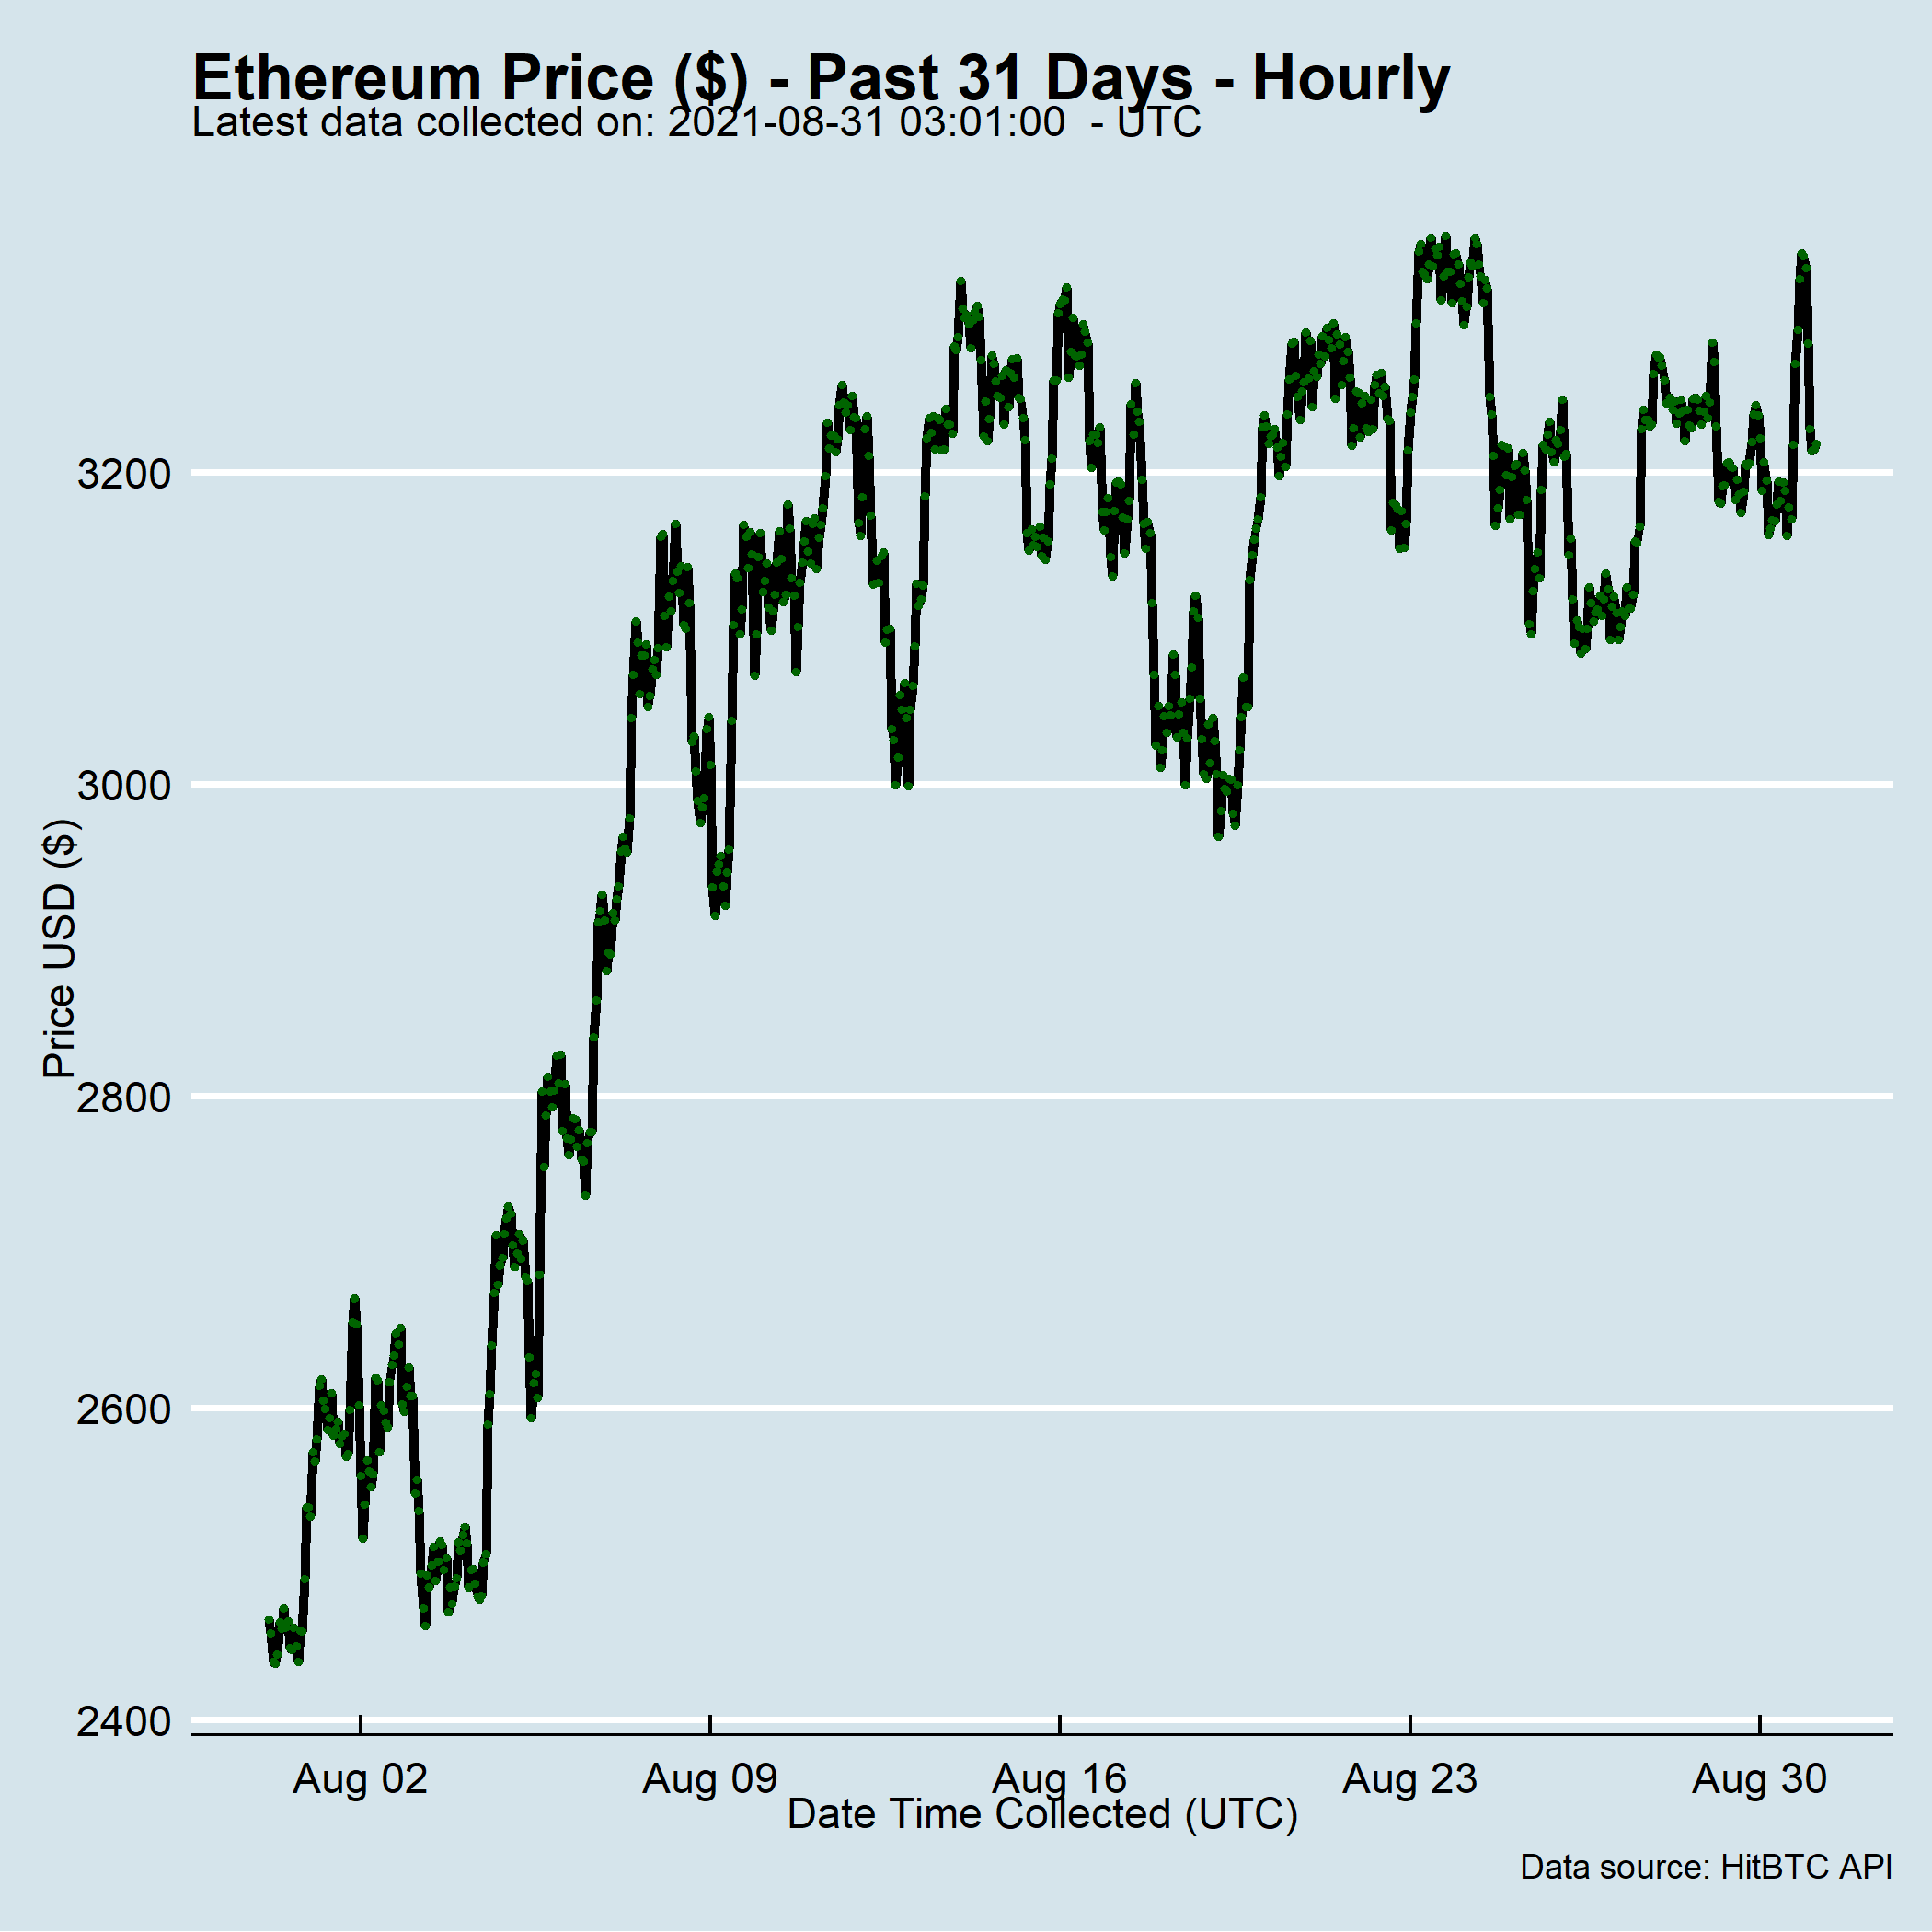 Ethereum Price ($) - Past 31 Days - Hourly
Latest data collected on: 2021-08-31 03:01:00  - UTC
3200
3000
2800
2600
2400
Price USD ($)
Aug 02 Aug 09 Aug 16 Aug 23 Aug 30
Date Time Collected (UTC)
Data source: HitBTC API